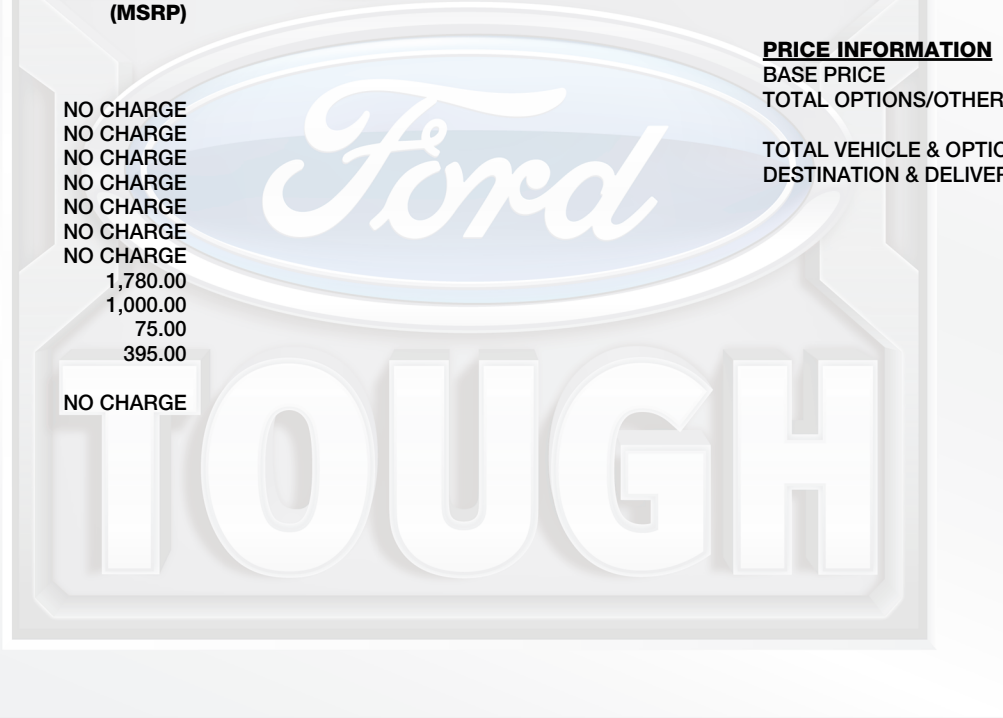 (MSRP)
NO CHARGE
NO CHARGE
NO CHARGE
NO CHARGE
NO CHARGE
NO CHARGE
NO CHARGE
1,780.00
1,000.00
75.00
395.00
NO CHARGE
PRICE INFORMATION
BASE PRICE
TOTAL OPTIONS/OTHER
TOTAL VEHICLE & OPTIO
DESTINATION & DELIVER
Ford
TOUGH